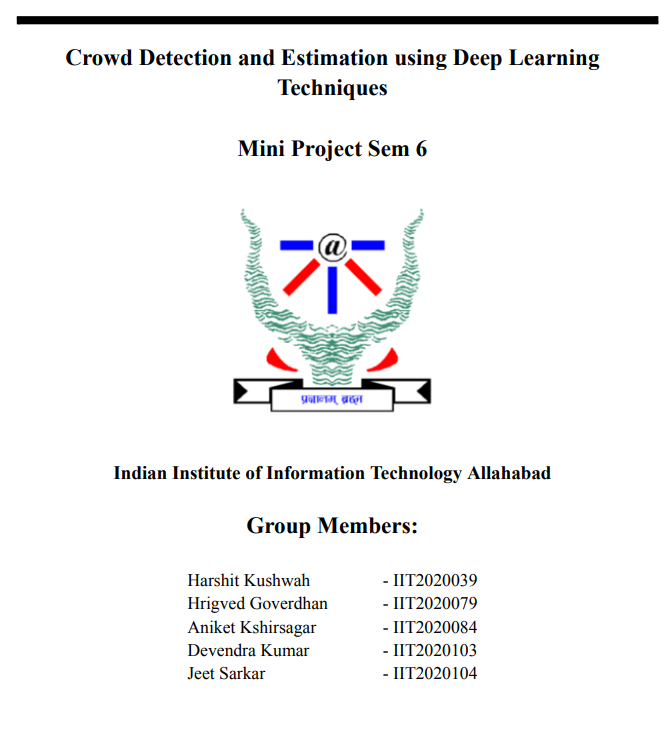 Crowd Detection and Estimation using Deep Learning
Techniques
Mini Project Sem 6
@
प्रज्ञानम् ब्रह्म
Indian Institute of Information Technology Allahabad
Group Members:
Harshit Kushwah - IIT2020039
Hrigved Goverdhan - IIT2020079
Aniket Kshirsagar - IIT2020084
Devendra Kumar - IIT2020103
Jeet Sarkar - IIT2020104